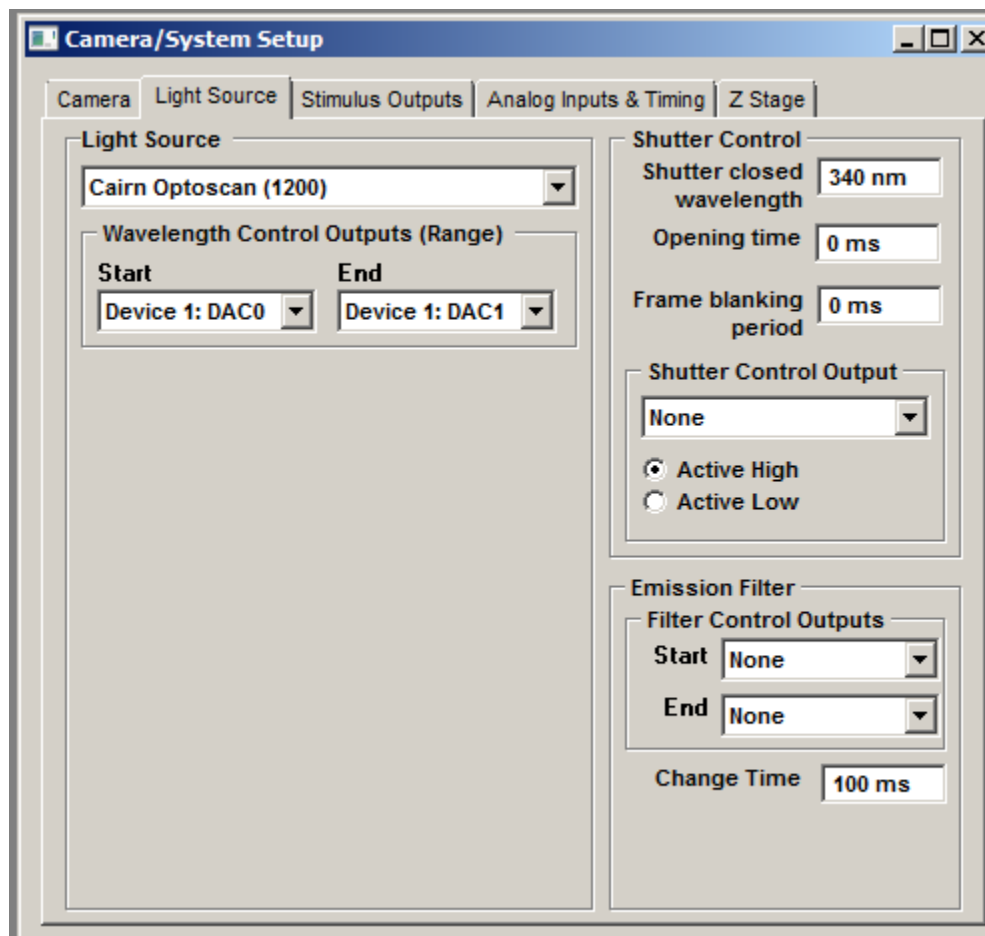 Camera/System Setup
Camera
Light Source
Stimulus Outputs
Analog Inputs & Timing
Z Stage
Light Source
Cairn Optoscan (1200)
Wavelength Control Outputs (Range)
Start
End
Device 1: DAC0
Device 1: DAC1
Shutter Control
Shutter closed
wavelength
340 nm
Opening time
0 ms
Frame blanking
period
0 ms
Shutter Control Output
None
Active High
Active Low
Emission Filter
Filter Control Outputs
Start
None
End
None
Change Time
100 ms